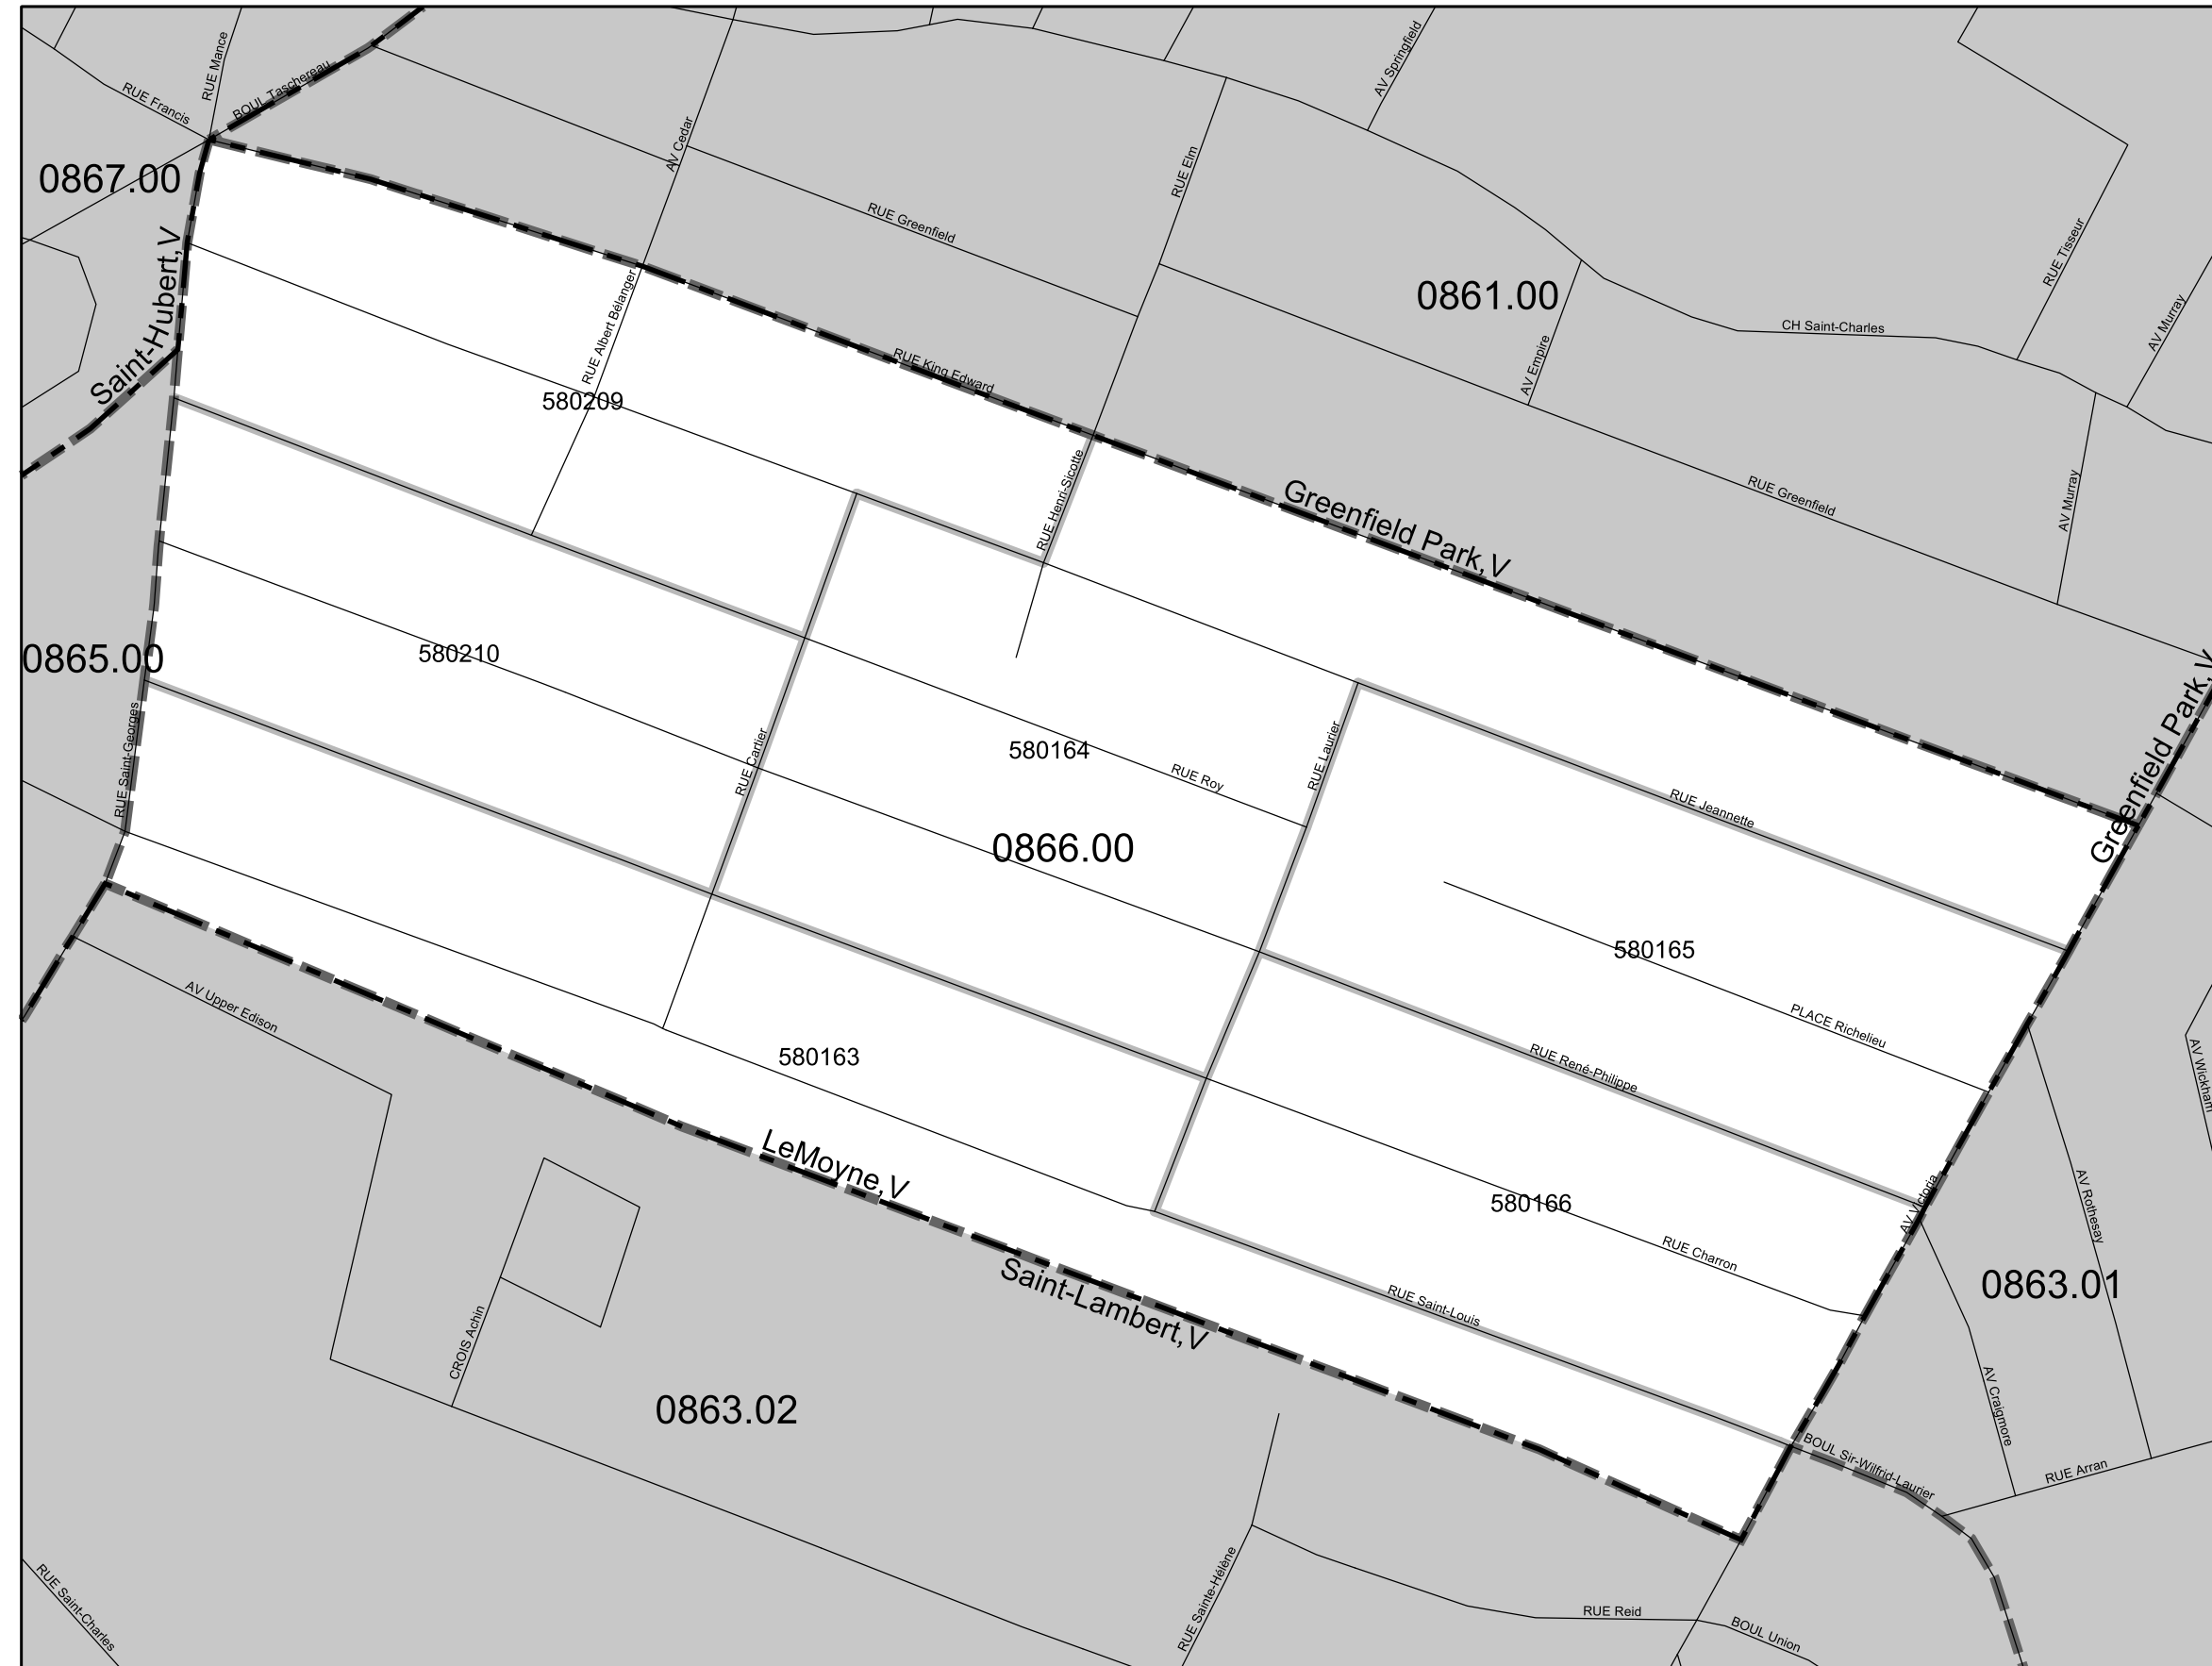 RUE Francis
RUE Mance
BOUL Taschereau
AV Cedar
AV Springfield
RUE Elm
RUE Greenfield
0867.00
0861.00
RUE Tisseur
AV Murray
CH Saint-Charles
Saint-Hubert,V
RUE Albert Bélanger
RUE King Edward
AV Empire
580209
RUE Henri-Sicotte
Greenfield Park,V
RUE Greenfield
AV Murray
0865.00
580210
Greenfield Park,V
RUE Saint-Georges
RUE Cartier
580164
RUE Roy
RUE Laurier
RUE Jeannette
0866.00
580165
PLACE Richelieu
AV Upper Edison
580163
RUE René-Philippe
AV Wickham
LeMoyne,V
580166
AV Victoria
AV Rothesay
RUE Charron
Saint-Lambert,V
RUE Saint-Louis
0863.01
CROIS Achin
0863.02
AV Craigmore
BOUL Sir-Wilfrid-Laurier
RUE Arran
RUE Saint-Charles
RUE Sainte-Hélène
RUE Reid
BOUL Union